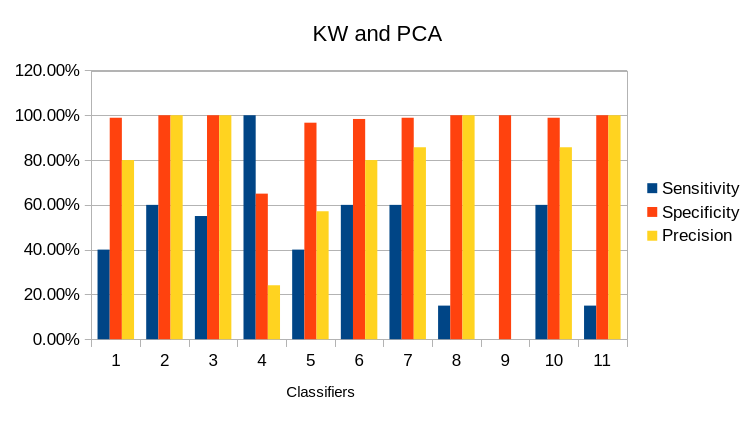 KW and PCA
120.00%
100.00%
80.00%
60.00%
40.00%
20.00%
0.00%
1 2 3 4 5 6 7 8 9 10 11
Classifiers
Sensitivity
Specificity
Precision